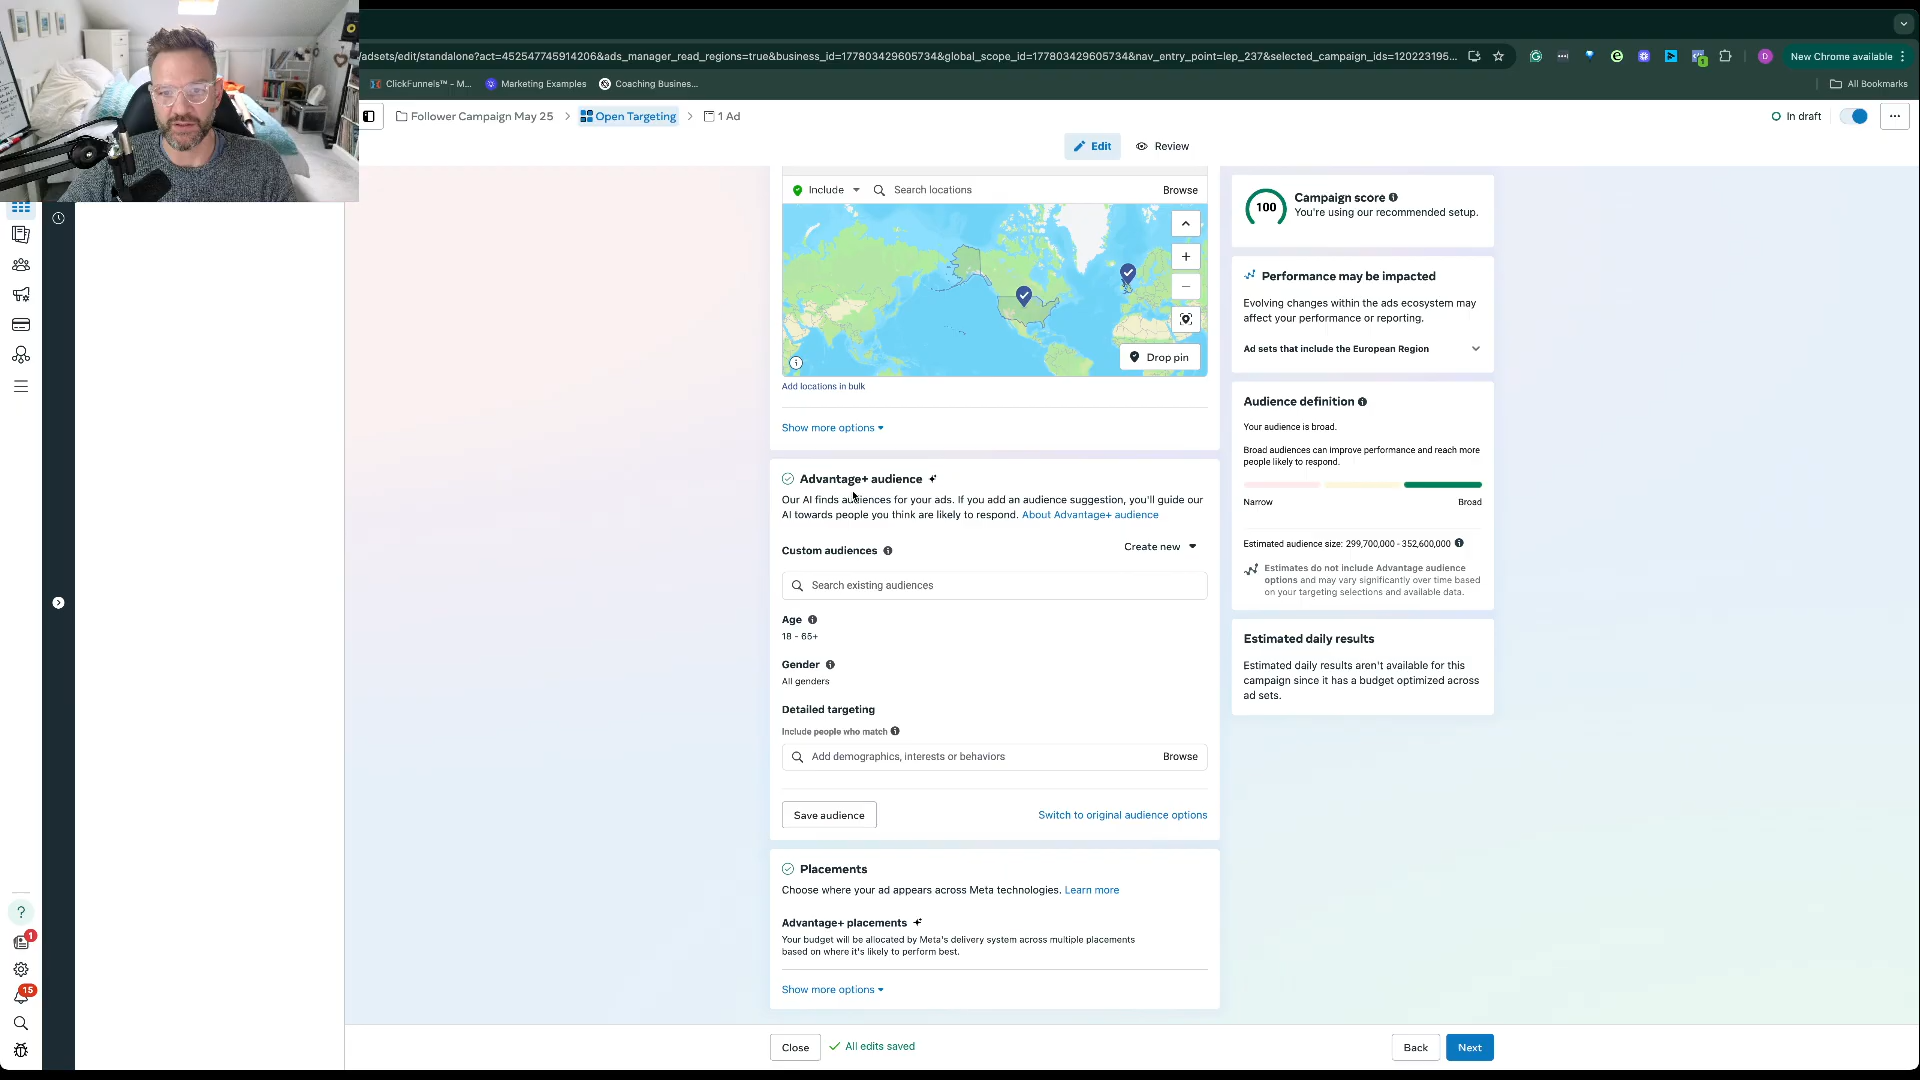 /adsets/edit/standalone?act=452547745914206&ads_manager_read_regions=true&business_id=177803429605734&global_scope_id=177803429605734&nav_entry_point=lep_237&selected_campaign_ids=120223195...
New Chrome available
ClickFunnels™ - M...
Marketing Examples
Coaching Busines...
All Bookmarks
Follower Campaign May 25
Open Targeting
1 Ad
In draft
Edit
Review
Include
Search locations
Browse
Drop pin
Add locations in bulk
Show more options
Advantage+ audience
Our AI finds audiences for your ads. If you add an audience suggestion, you'll guide our
AI towards people you think are likely to respond. About Advantage+ audience
Custom audiences
Create new
Search existing audiences
Age
18 - 65+
Gender
All genders
Detailed targeting
Include people who match
Add demographics, interests or behaviors
Browse
Save audience
Switch to original audience options
Placements
Choose where your ad appears across Meta technologies. Learn more
Advantage+ placements
Your budget will be allocated by Meta's delivery system across multiple placements
based on where it's likely to perform best.
Show more options
100
Campaign score
You're using our recommended setup.
Performance may be impacted
Evolving changes within the ads ecosystem may
affect your performance or reporting.
Ad sets that include the European Region
Audience definition
Your audience is broad.
Broad audiences can improve performance and reach more
people likely to respond.
Narrow
Broad
Estimated audience size: 299,700,000 - 352,600,000
Estimates do not include Advantage audience
options and may vary significantly over time based
on your targeting selections and available data.
Estimated daily results
Estimated daily results aren't available for this
campaign since it has a budget optimized across
ad sets.
1
15
Close
All edits saved
Back
Next